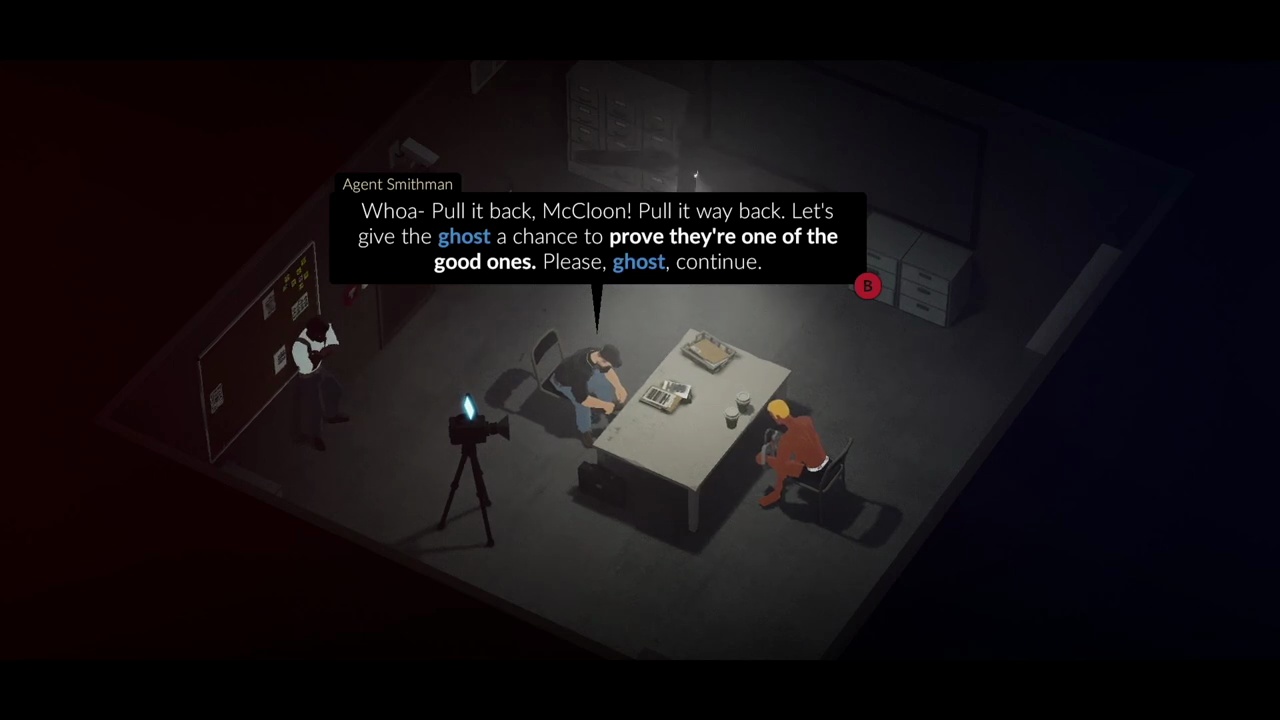 Agent Smithman
Whoa- Pull it back, McCloon! Pull it way back. Let's
give the ghost a chance to prove they're one of the
good ones. Please, ghost, continue.
B